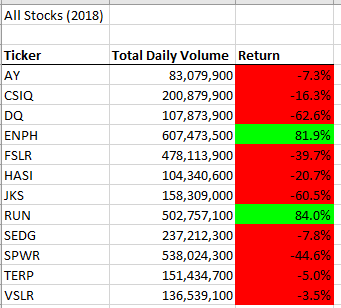 All Stocks (2018)
Ticker Total Daily Volume Return
AY 83,079,900 -7.3%
CSIQ 200,879,900 -16.3%
DQ 107,873,900 -62.6%
ENPH 607,473,500 81.9%
FSLR 478,113,900 -39.7%
HASI 104,340,600 -20.7%
JKS 158,309,000 -60.5%
RUN 502,757,100 84.0%
SEDG 237,212,300 -7.8%
SPWR 538,024,300 -44.6%
TERP 151,434,700 -5.0%
VSLR 136,539,100 -3.5%